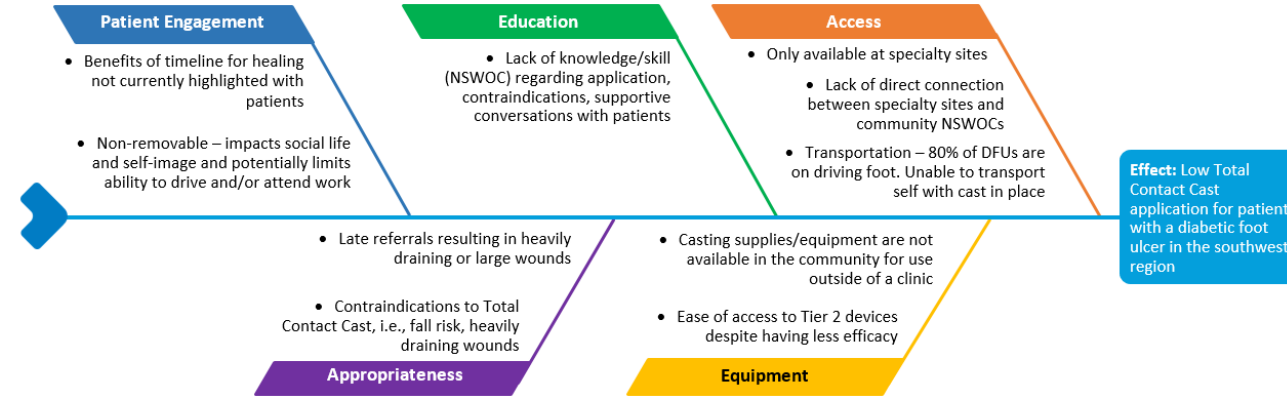 Patient Engagement
• Benefits of timeline for healing
not currently highlighted with
patients
• Non-removable – impacts social life
and self-image and potentially limits
ability to drive and/or attend work
Education
• Lack of knowledge/skill
(NSWOC) regarding application,
contraindications, supportive
conversations with patients
Access
• Only available at specialty sites
• Lack of direct connection
between specialty sites and
community NSWOCs
• Transportation – 80% of DFUs are
on driving foot. Unable to transport
self with cast in place
Effect: Low Total
Contact Cast
application for patient
with a diabetic foot
ulcer in the southwest
region
• Late referrals resulting in heavily
draining or large wounds
• Contraindications to Total
Contact Cast, i.e., fall risk, heavily
draining wounds
Appropriateness
• Casting supplies/equipment are not
available in the community for use
outside of a clinic
• Ease of access to Tier 2 devices
despite having less efficacy
Equipment